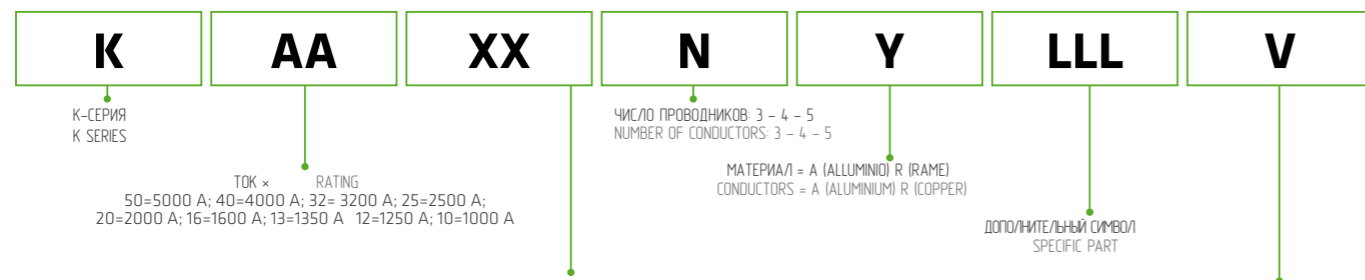 K AA XX N Y LLL V
К-СЕРИЯ
K SERIES
ЧИСЛО ПРОВОДНИКОВ: 3 – 4 – 5
NUMBER OF CONDUCTORS: 3 – 4 – 5
МАТЕРИАЛ = A (ALLUMINIO) R (RAME)
CONDUCTORS = A (ALUMINIUM) R (COPPER)
ТОК × RATING
50=5000 A; 40=4000 A; 32= 3200 A; 25=2500 A;
20=2000 A; 16=1600 A; 13=1350 A 12=1250 A; 10=1000 A
ДОПОЛНИТЕЛЬНЫЙ СИМВОЛ
SPECIFIC PART